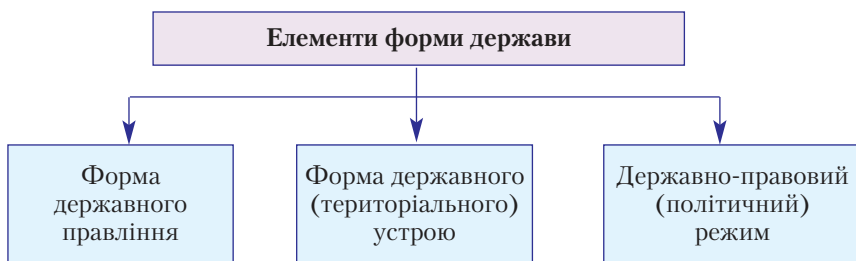 Елементи форми держави
Форма
державного
правління
Форма державного
(територіального)
устрою
Державно-правовий
(політичний)
режим